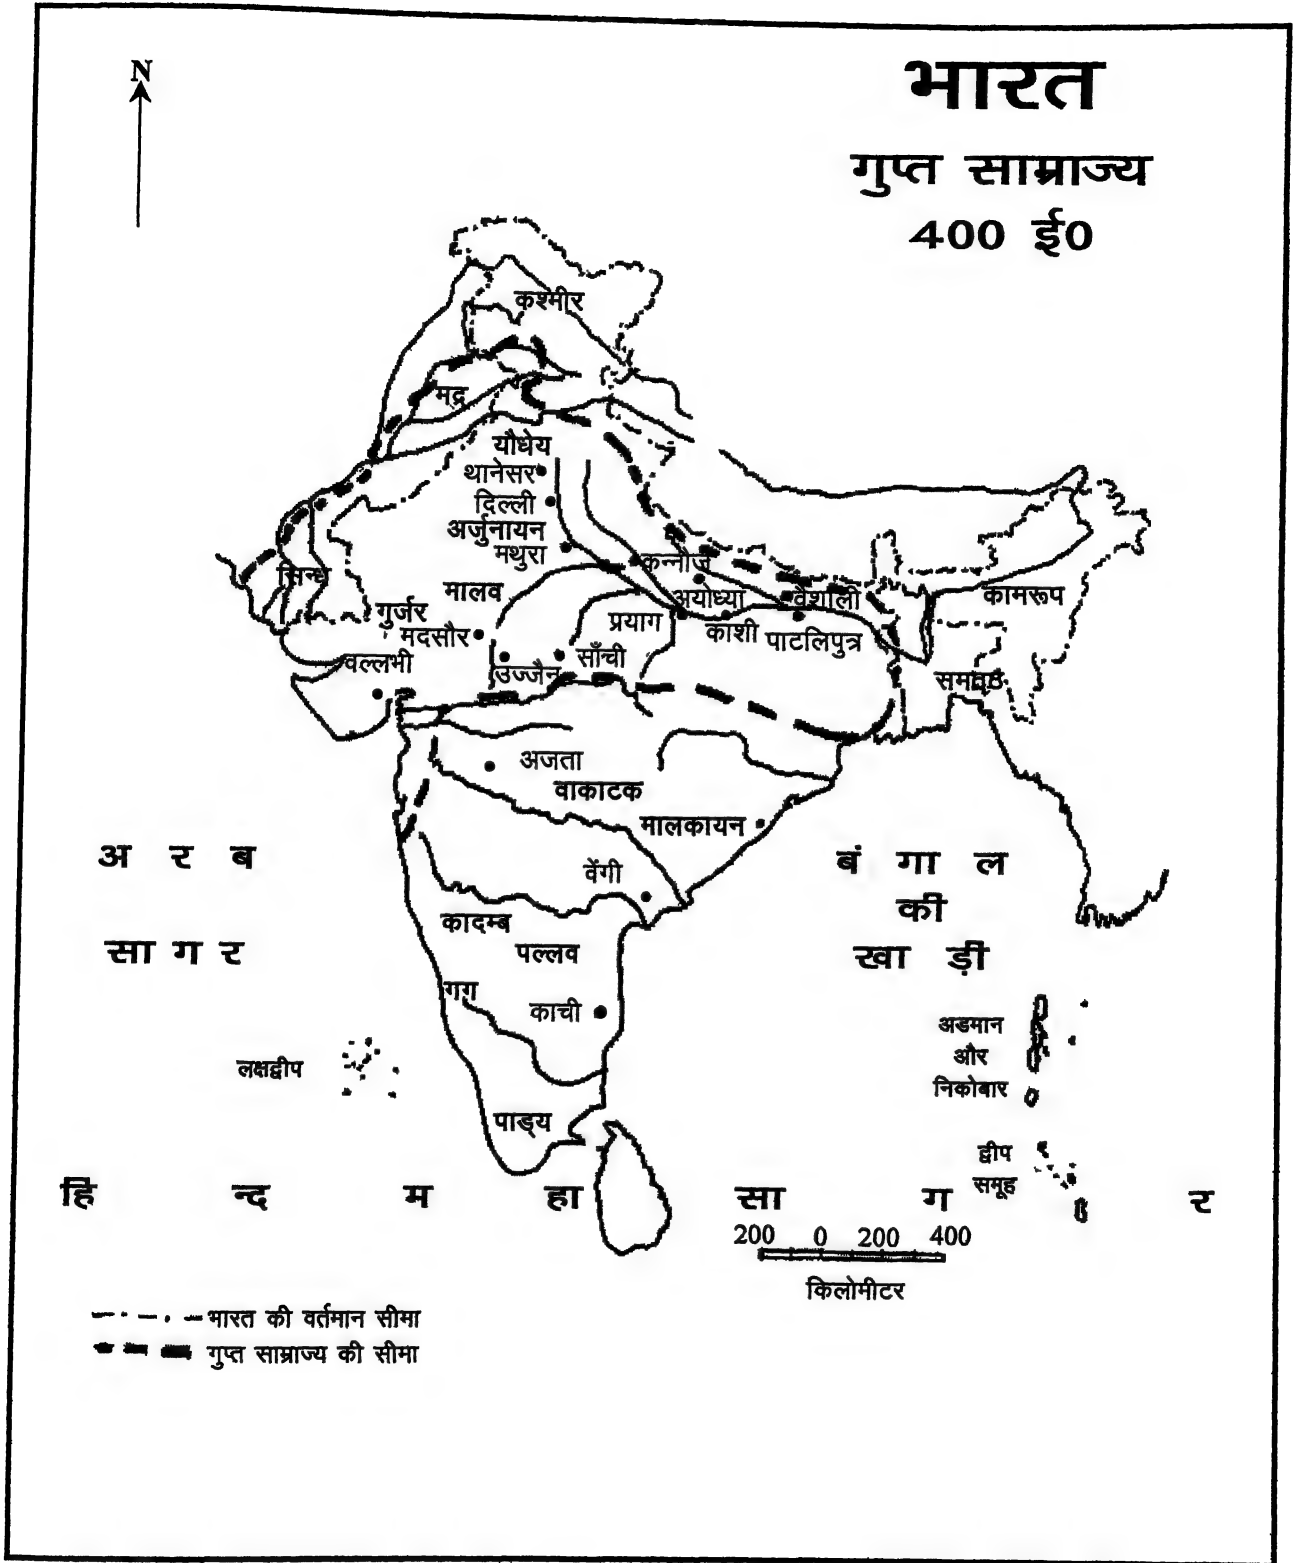 N
भारत
गुप्त साम्राज्य
400 ई0
कश्मीर
मद्र
यौधेय
थानेसर
दिल्ली
अर्जुनायन
मथुरा
कन्नौज
सिन्ध
मालव
अयोध्या
वैशाली
कामरूप
गुर्जर
प्रयाग
काशी
पाटलिपुत्र
मदसौर
वल्लभी
उज्जैन
साँची
अजता
वाकाटक
मालकायन
अ र ब
सा ग र
बं गा ल
की
खा ड़ी
वेंगी
कादम्ब
पल्लव
गग
काची
अडमान
और
निकोबार
द्वीप
समूह
लक्षद्वीप
पाड्य
हि न्द म हा सा ग र
200 0 200 400
किलोमीटर
भारत की वर्तमान सीमा
गुप्त साम्राज्य की सीमा